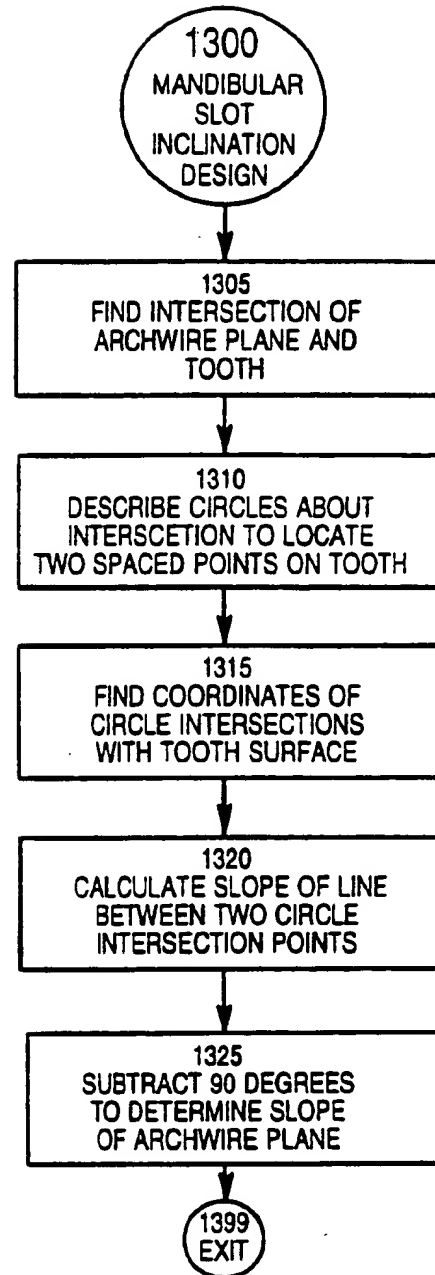 1300
MANDIBULAR
SLOT
INCLINATION
DESIGN
1305
FIND INTERSECTION OF
ARCHWIRE PLANE AND
TOOTH
1310
DESCRIBE CIRCLES ABOUT
INTERSCETION TO LOCATE
TWO SPACED POINTS ON TOOTH
1315
FIND COORDINATES OF
CIRCLE INTERSECTIONS
WITH TOOTH SURFACE
1320
CALCULATE SLOPE OF LINE
BETWEEN TWO CIRCLE
INTERSECTION POINTS
1325
SUBTRACT 90 DEGREES
TO DETERMINE SLOPE
OF ARCHWIRE PLANE
1399
EXIT